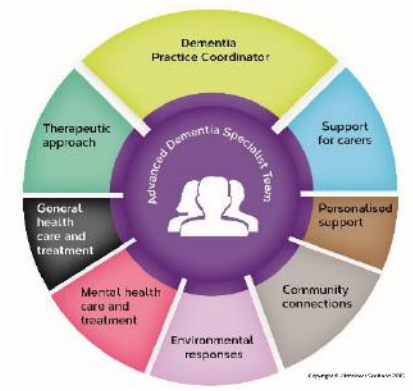 Dementia
Practice Coordinator
Support
for carers
Personalised
support
Community
connections
Environmental
responses
Mental health
care and
treatment
General
health
care and
treatment
Therapeutic
approach
Advanced Dementia Specialist Team
Copyright ©